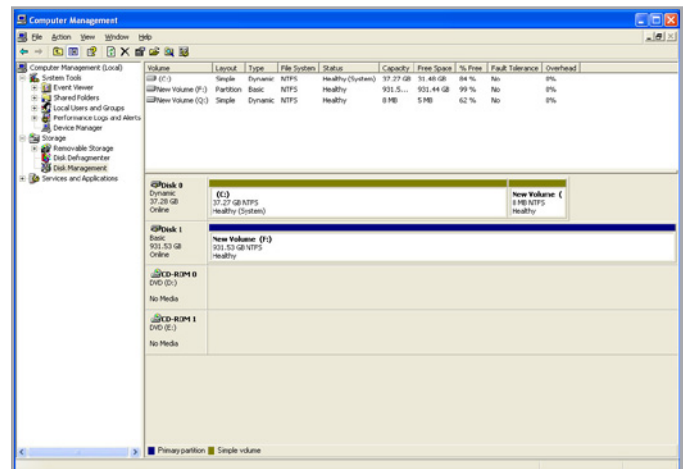 Computer Management
File Action View Window Help
Computer Management (Local)
System Tools
Event Viewer
Shared Folders
Local Users and Groups
Performance Logs and Alerts
Device Manager
Storage
Removable Storage
Disk Defragmenter
Disk Management
Services and Applications
Volume Layout Type File System Status Capacity Free Space % Free Fault Tolerance Overhead
(C:) Simple Dynamic NTFS Healthy (System) 37.27 GB 31.48 GB 84 % No 0%
New Volume (F:) Partition Basic NTFS Healthy 931.5... 931.44 GB 99 % No 0%
New Volume (Q:) Simple Dynamic NTFS Healthy 8 MB 5 MB 62 % No 0%
Disk 0
Dynamic
37.28 GB
Online
(C:)
37.27 GB NTFS
Healthy (System)
New Volume (
8 MB NTFS
Healthy
Disk 1
Basic
931.53 GB
Online
New Volume (F:)
931.53 GB NTFS
Healthy
CD-ROM 0
DVD (D:)
No Media
CD-ROM 1
DVD (E:)
No Media
Primary partition Simple volume